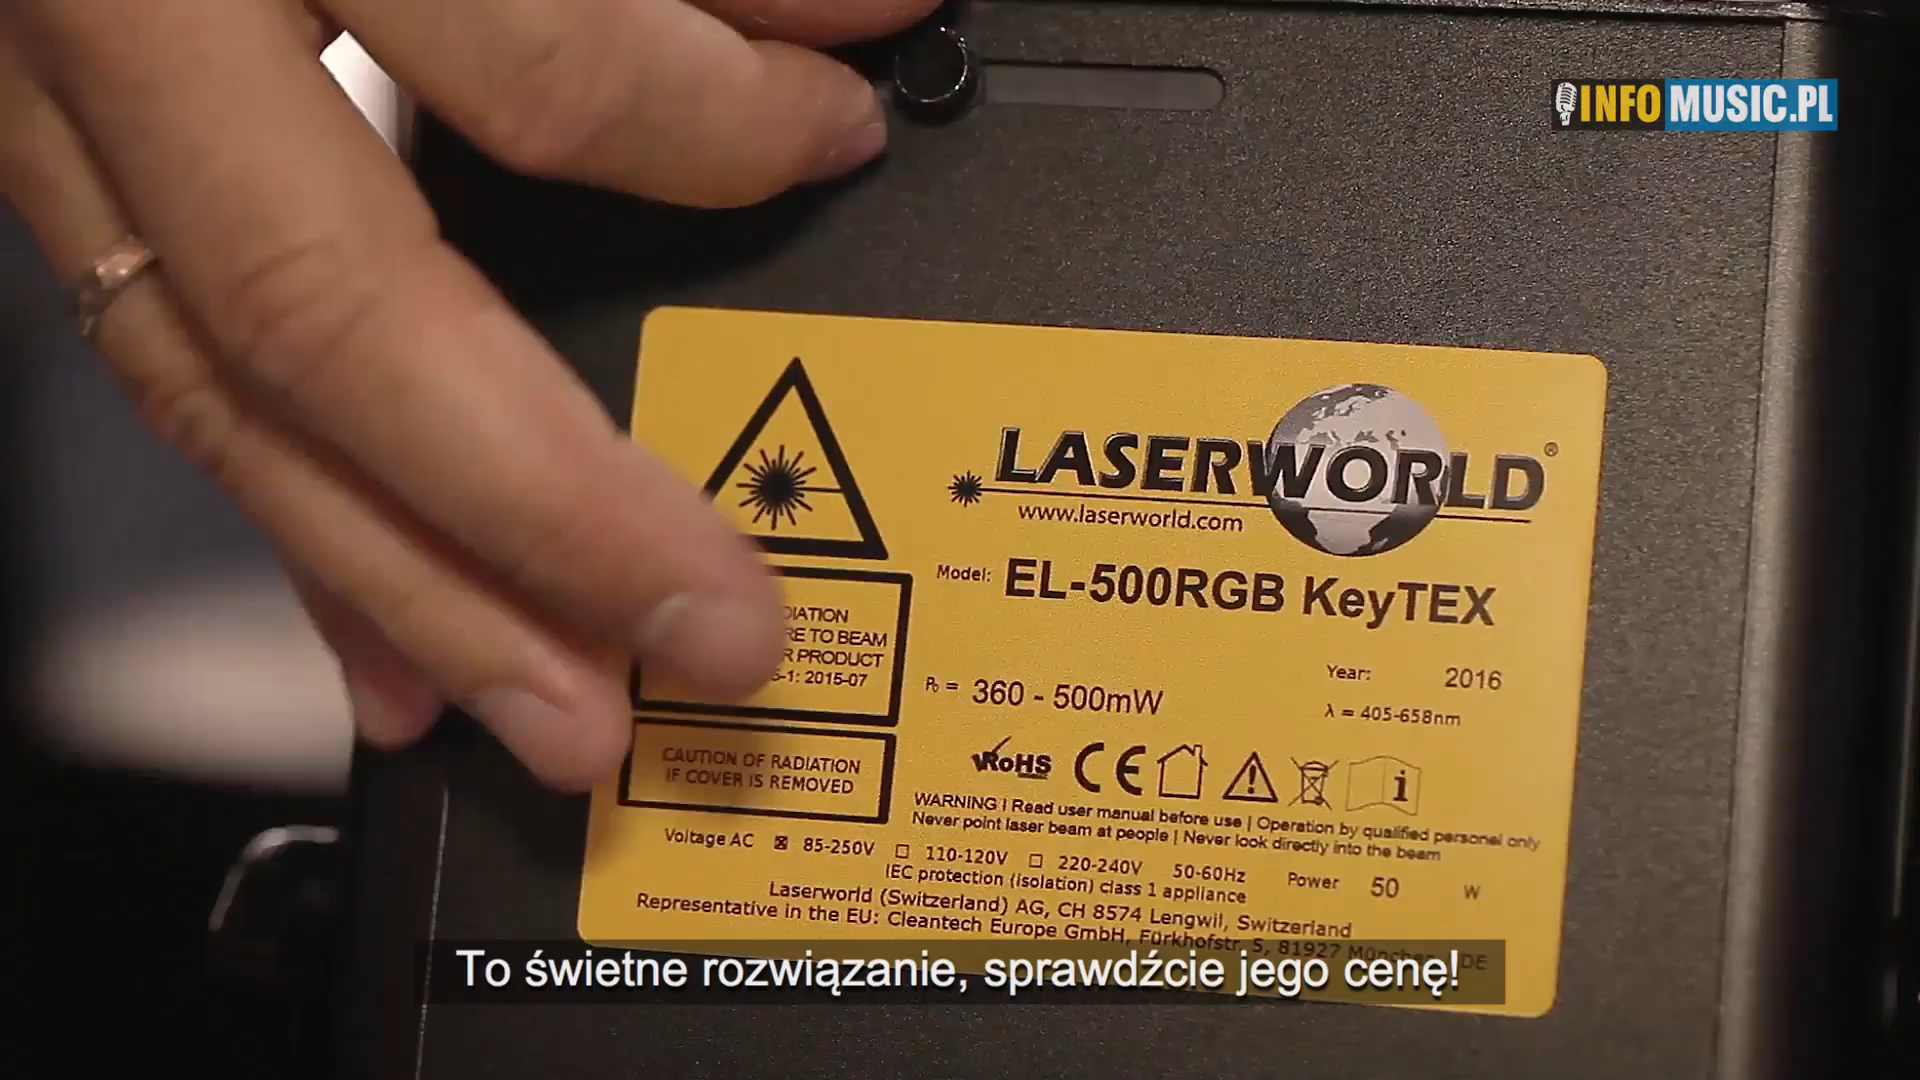 INFOMUSIC.PL
LASERWORLD®
www.laserworld.com
Model: EL-500RGB KeyTEX
Year: 2016
P₀ = 360 - 500mW
λ = 405-658nm
TO BEAM
PRODUCT
-1: 2015-07
CAUTION OF RADIATION
IF COVER IS REMOVED
RoHS CE i
WARNING | Read user manual before use | Operation by qualified personel only
Never point laser beam at people | Never look directly into the beam
Voltage AC ☒ 85-250V ☐ 110-120V ☐ 220-240V 50-60Hz Power 50 W
IEC protection (isolation) class 1 appliance
Laserworld (Switzerland) AG, CH 8574 Lengwil, Switzerland
Representative in the EU: Cleantech Europe GmbH, Fürkhofstr. 5, 81927 München DE
To świetne rozwiązanie, sprawdźcie jego cenę!